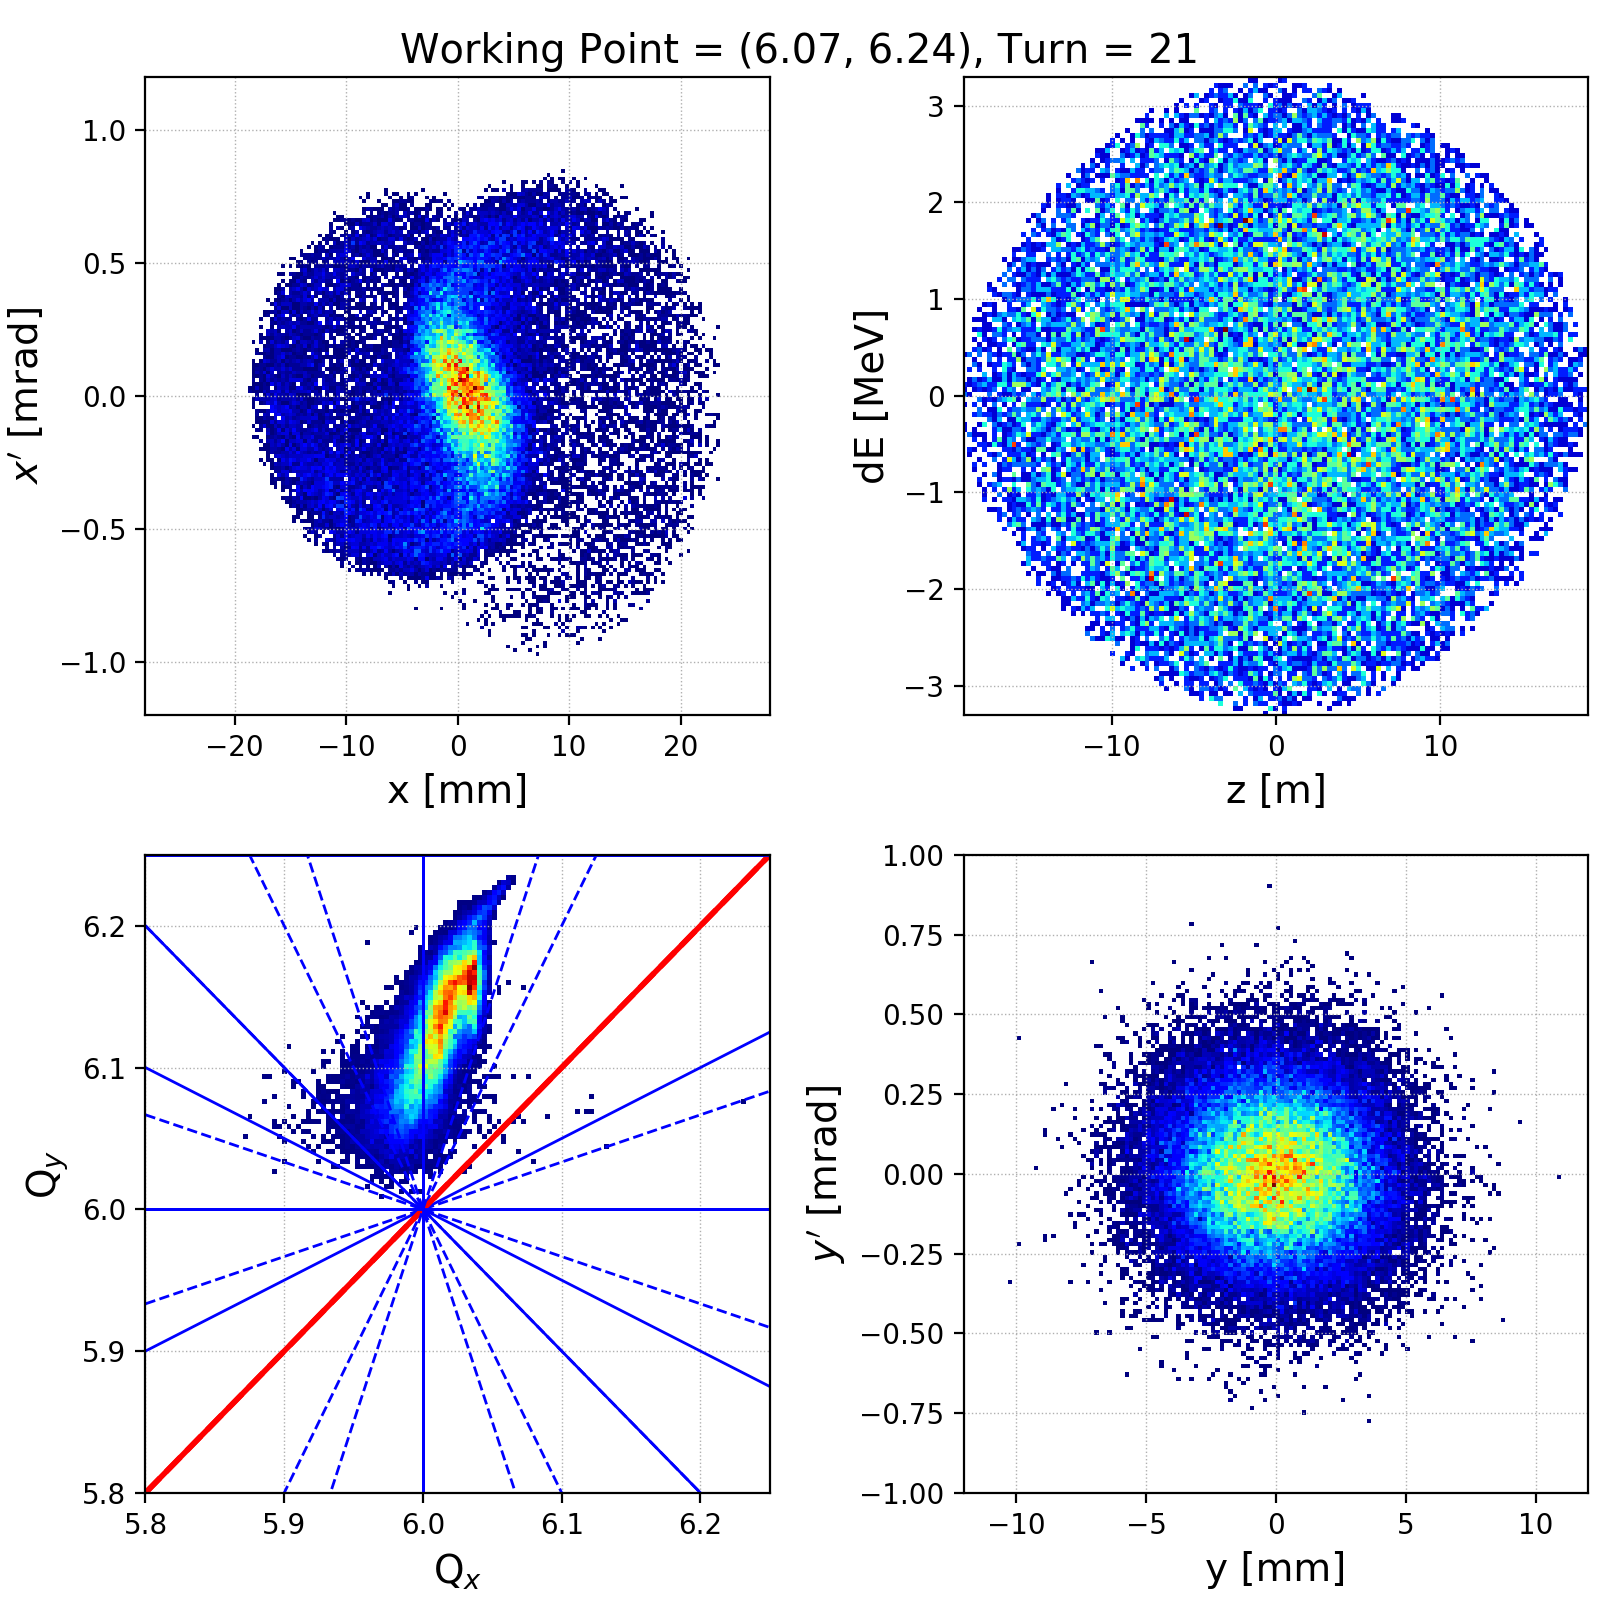 Working Point = (6.07, 6.24), Turn = 21
1.0
0.5
0.0
−0.5
−1.0
x′ [mrad]
−20 −10 0 10 20
x [mm]
3
2
1
0
−1
−2
−3
dE [MeV]
−10 0 10
z [m]
6.2
6.1
6.0
5.9
5.8
Qy
5.8 5.9 6.0 6.1 6.2
Qx
1.00
0.75
0.50
0.25
0.00
−0.25
−0.50
−0.75
−1.00
y′ [mrad]
−10 −5 0 5 10
y [mm]